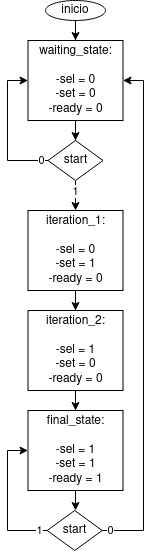 inicio
waiting_state:
-sel = 0
-set = 0
-ready = 0
0
start
1
iteration_1:
-sel = 0
-set = 1
-ready = 0
iteration_2:
-sel = 1
-set = 0
-ready = 0
final_state:
-sel = 1
-set = 1
-ready = 1
1
start
0